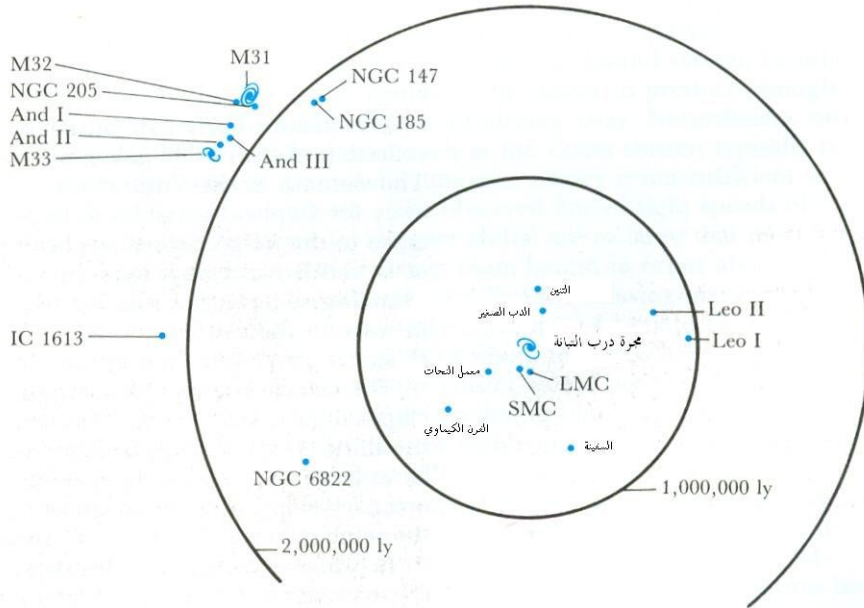 M31
M32
NGC 205
And I
And II
M33
And III
NGC 147
NGC 185
التنين
الدب الصغير
Leo II
Leo I
مجرة درب التبانة
IC 1613
معمل النحات
LMC
SMC
الفرن الكيماوي
السفينة
NGC 6822
1,000,000 ly
2,000,000 ly